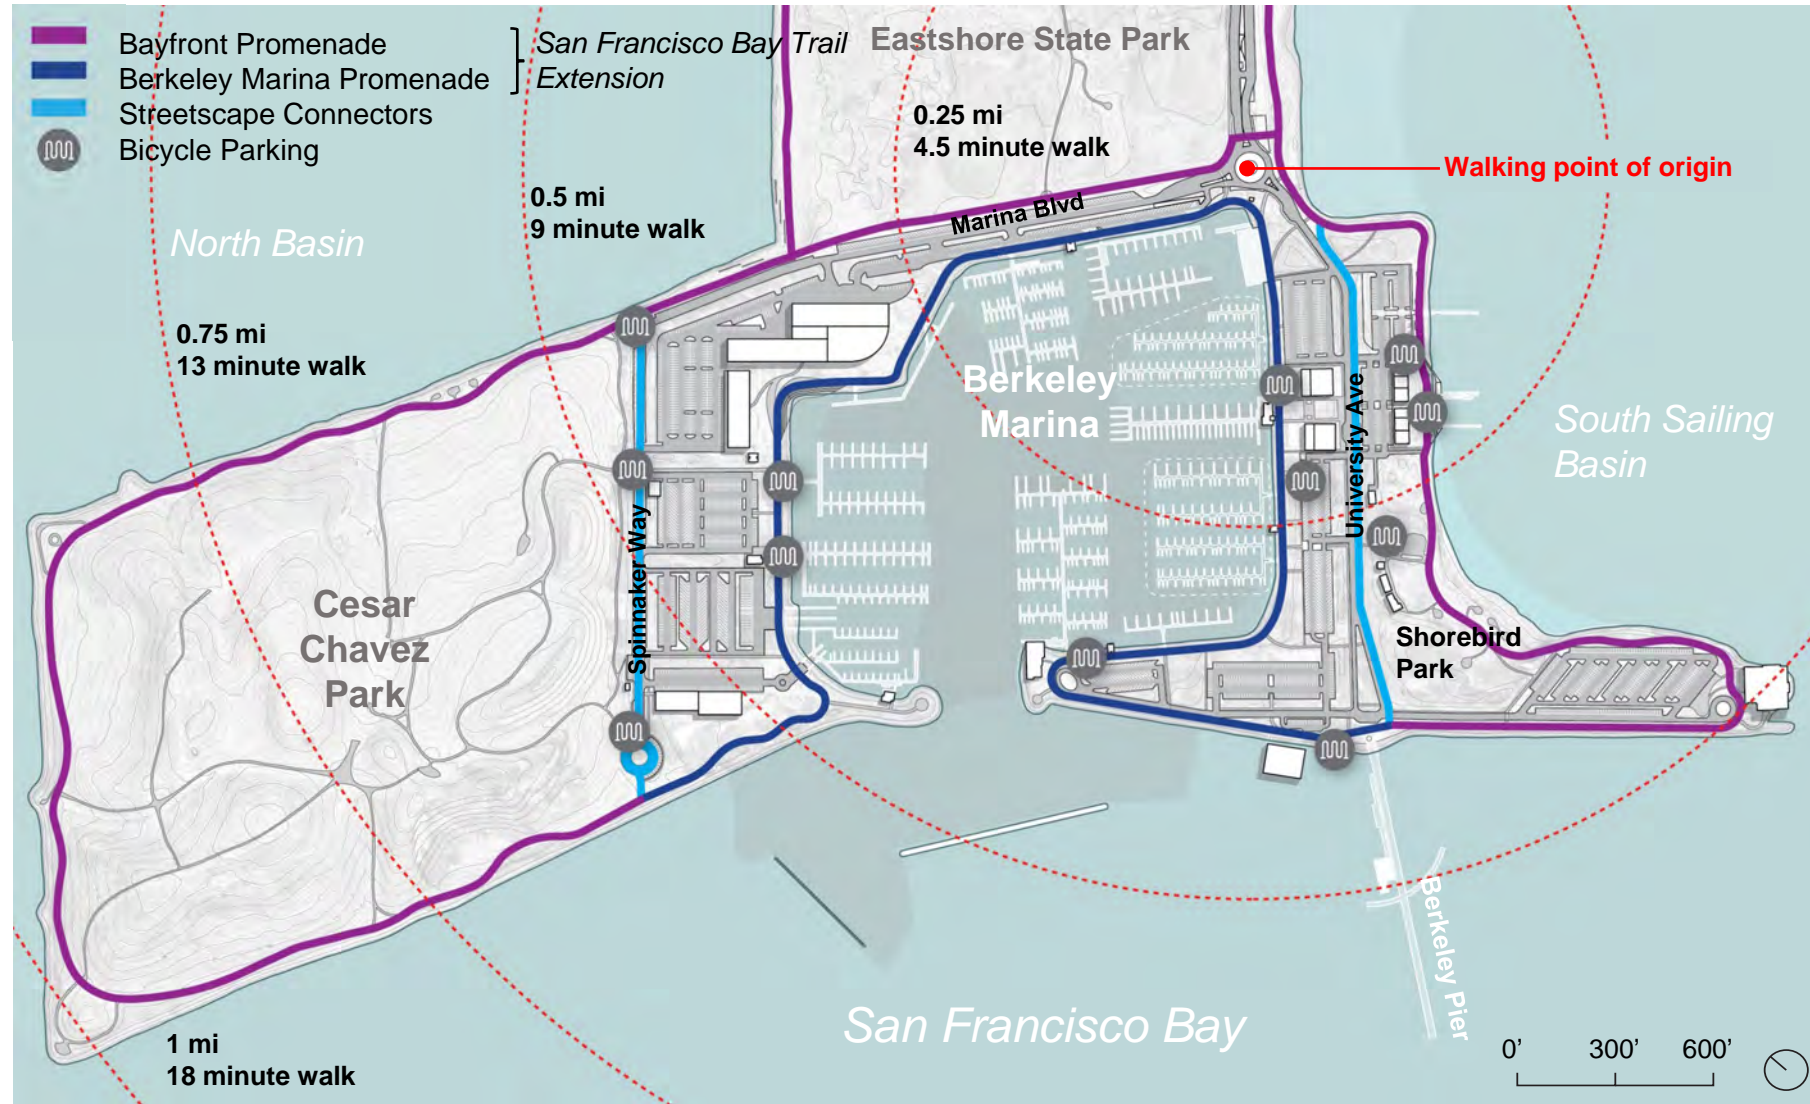 Bayfront Promenade
Berkeley Marina Promenade
San Francisco Bay Trail
Extension
Streetscape Connectors
Bicycle Parking
Eastshore State Park
0.25 mi
4.5 minute walk
Walking point of origin
0.5 mi
9 minute walk
Marina Blvd
North Basin
0.75 mi
13 minute walk
Berkeley
Marina
University Ave
South Sailing
Basin
Spinnaker Way
Cesar
Chavez
Park
Shorebird
Park
Berkeley Pier
San Francisco Bay
1 mi
18 minute walk
0' 300' 600'